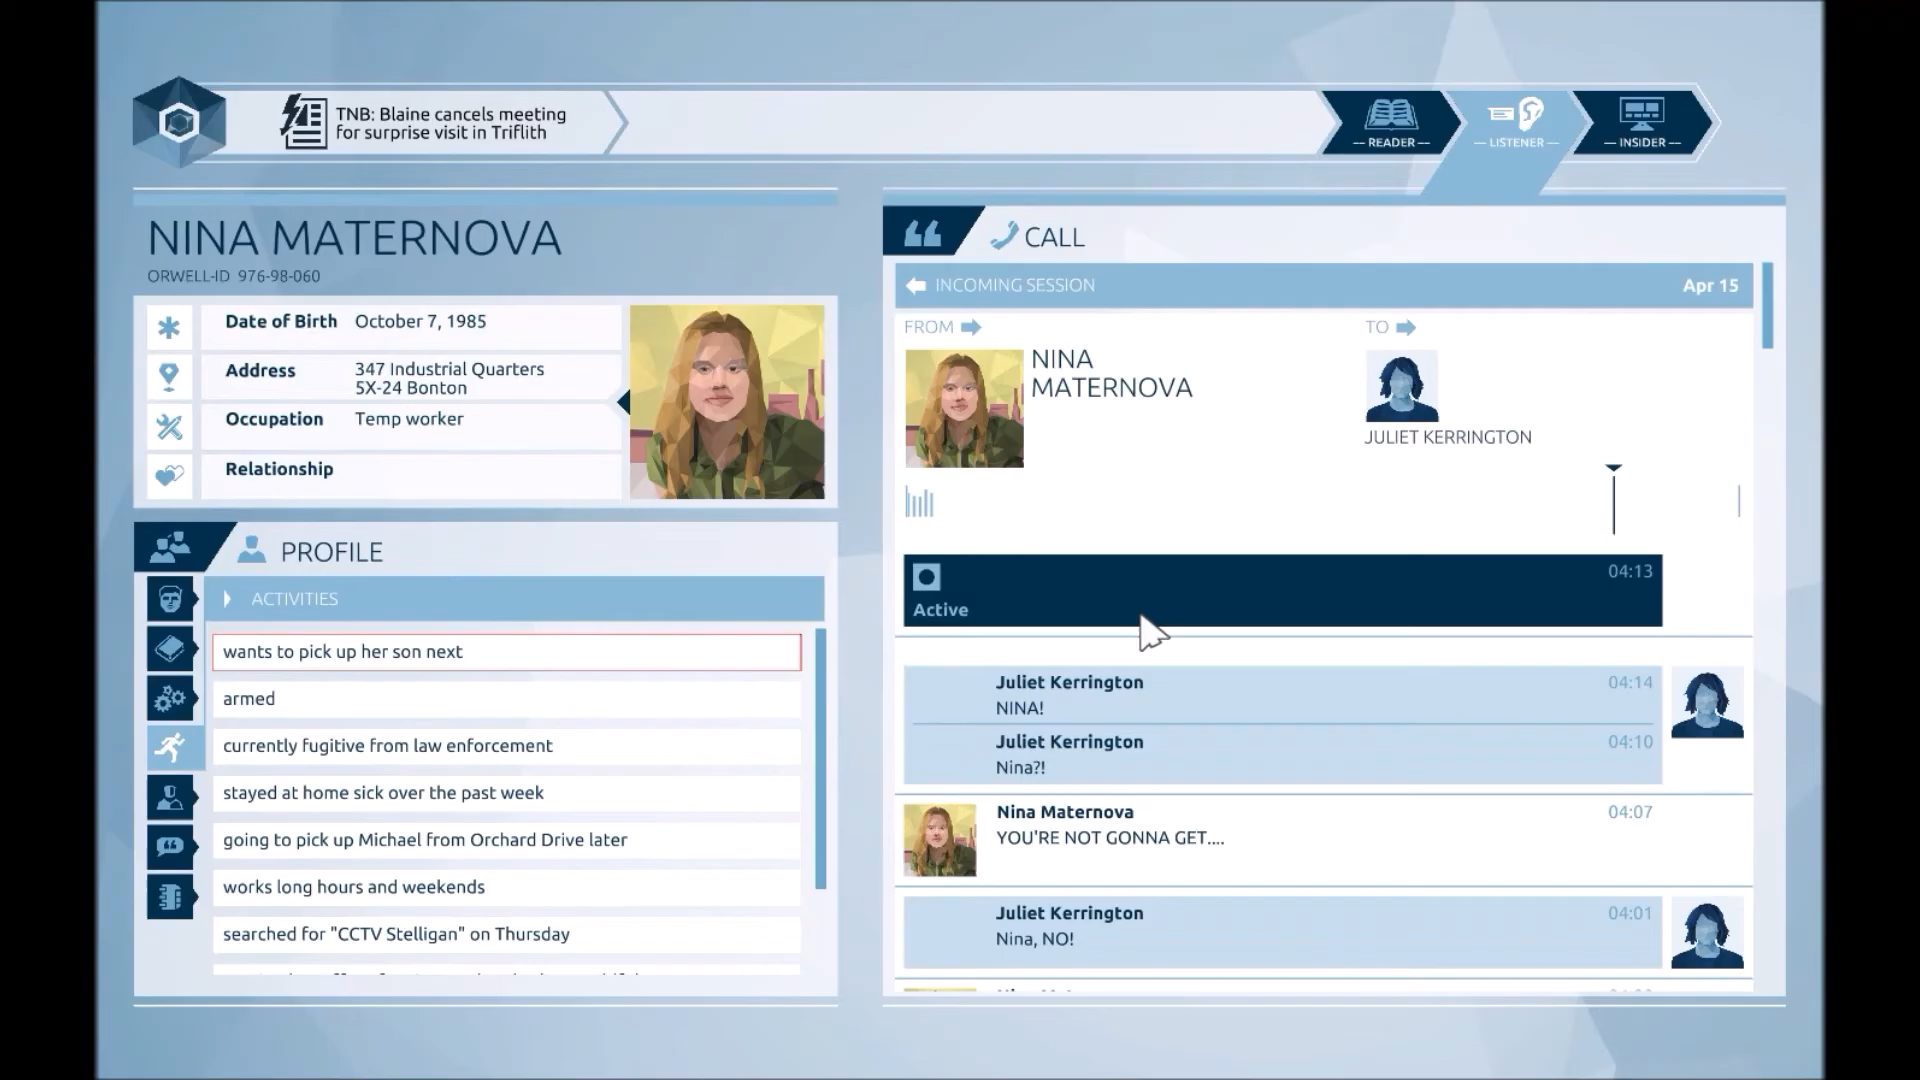 TNB: Blaine cancels meeting
for surprise visit in Triflith
— READER —
— LISTENER —
— INSIDER —
NINA MATERNOVA
ORWELL-ID 976-98-060
Date of Birth October 7, 1985
Address 347 Industrial Quarters
5X-24 Bonton
Occupation Temp worker
Relationship
PROFILE
ACTIVITIES
wants to pick up her son next
armed
currently fugitive from law enforcement
stayed at home sick over the past week
going to pick up Michael from Orchard Drive later
works long hours and weekends
searched for "CCTV Stelligan" on Thursday
CALL
INCOMING SESSION Apr 15
FROM
TO
NINA
MATERNOVA
JULIET KERRINGTON
04:13
Active
Juliet Kerrington 04:14
NINA!
Juliet Kerrington 04:10
Nina?!
Nina Maternova 04:07
YOU'RE NOT GONNA GET....
Juliet Kerrington 04:01
Nina, NO!